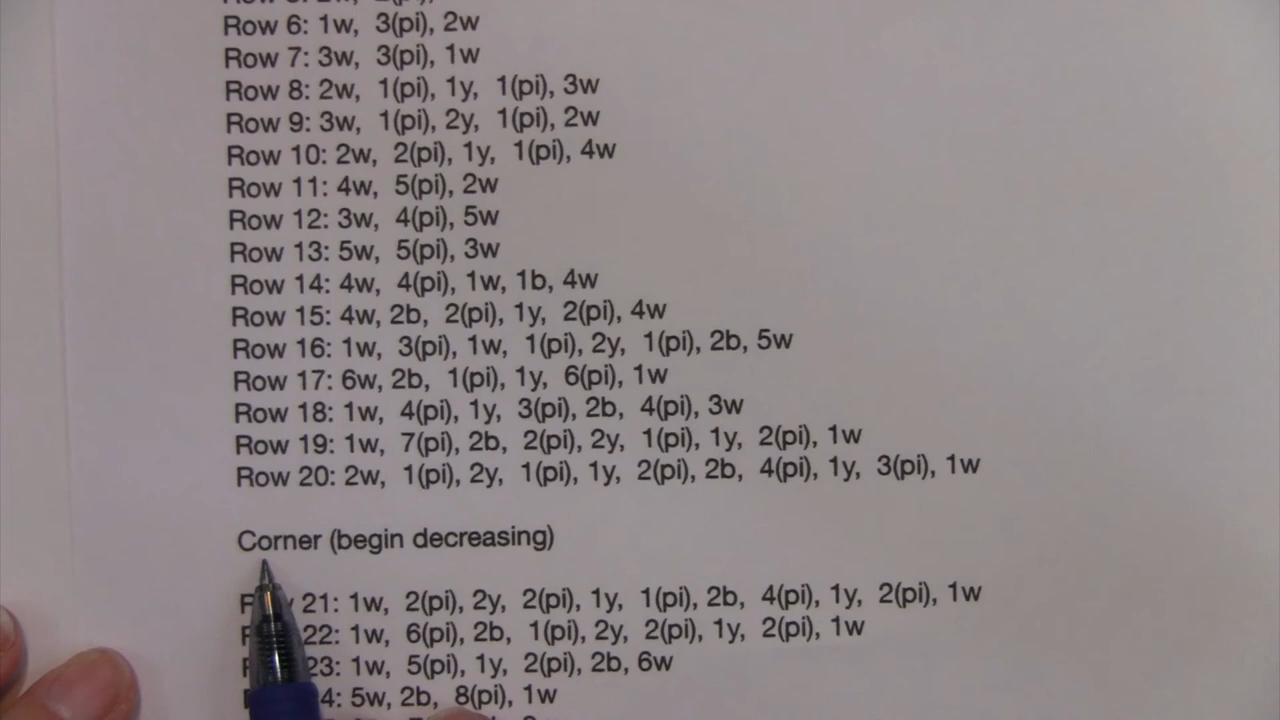 Row 6: 1w, 3(pi), 2w
Row 7: 3w, 3(pi), 1w
Row 8: 2w, 1(pi), 1y, 1(pi), 3w
Row 9: 3w, 1(pi), 2y, 1(pi), 2w
Row 10: 2w, 2(pi), 1y, 1(pi), 4w
Row 11: 4w, 5(pi), 2w
Row 12: 3w, 4(pi), 5w
Row 13: 5w, 5(pi), 3w
Row 14: 4w, 4(pi), 1w, 1b, 4w
Row 15: 4w, 2b, 2(pi), 1y, 2(pi), 4w
Row 16: 1w, 3(pi), 1w, 1(pi), 2y, 1(pi), 2b, 5w
Row 17: 6w, 2b, 1(pi), 1y, 6(pi), 1w
Row 18: 1w, 4(pi), 1y, 3(pi), 2b, 4(pi), 3w
Row 19: 1w, 7(pi), 2b, 2(pi), 2y, 1(pi), 1y, 2(pi), 1w
Row 20: 2w, 1(pi), 2y, 1(pi), 1y, 2(pi), 2b, 4(pi), 1y, 3(pi), 1w
Corner (begin decreasing)
21: 1w, 2(pi), 2y, 2(pi), 1y, 1(pi), 2b, 4(pi), 1y, 2(pi), 1w
22: 1w, 6(pi), 2b, 1(pi), 2y, 2(pi), 1y, 2(pi), 1w
23: 1w, 5(pi), 1y, 2(pi), 2b, 6w
4: 5w, 2b, 8(pi), 1w